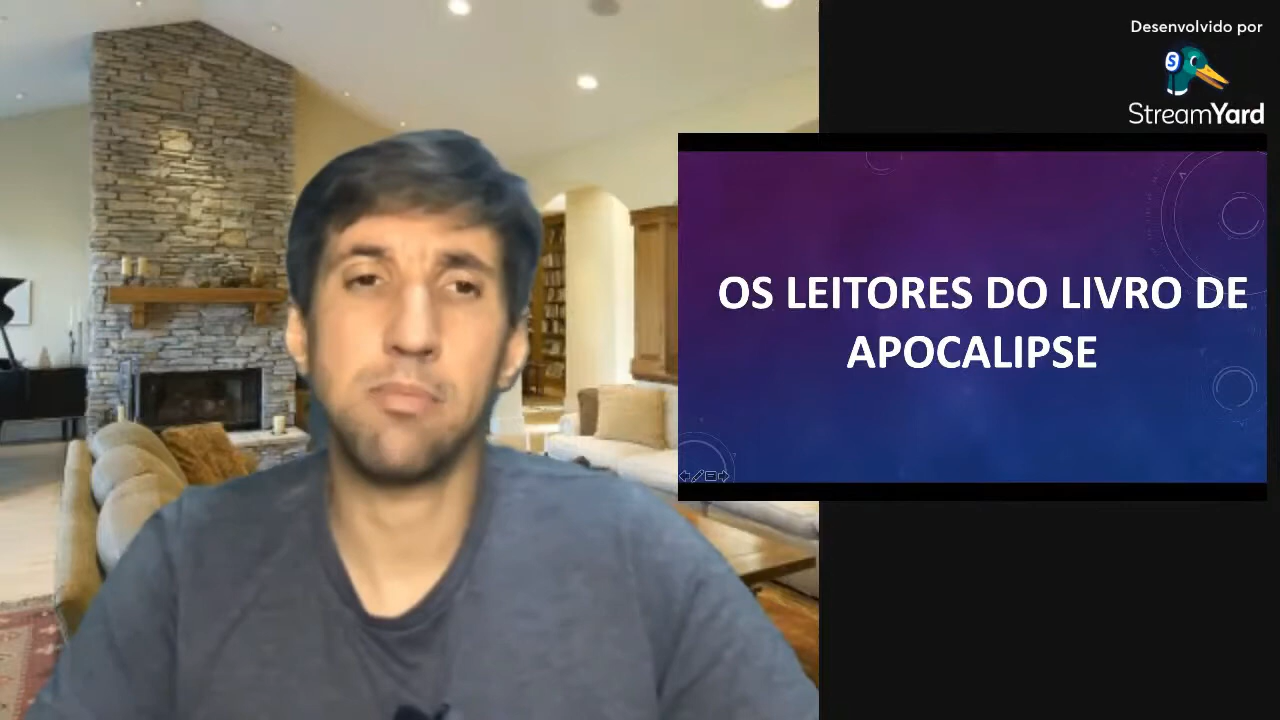 Desenvolvido por
StreamYard
OS LEITORES DO LIVRO DE
APOCALIPSE